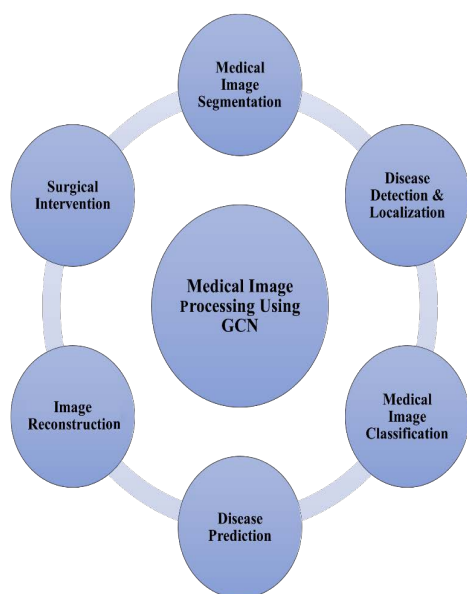 Medical
Image
Segmentation
Disease
Detection &
Localization
Surgical
Intervention
Medical Image
Processing Using
GCN
Medical
Image
Classification
Image
Reconstruction
Disease
Prediction